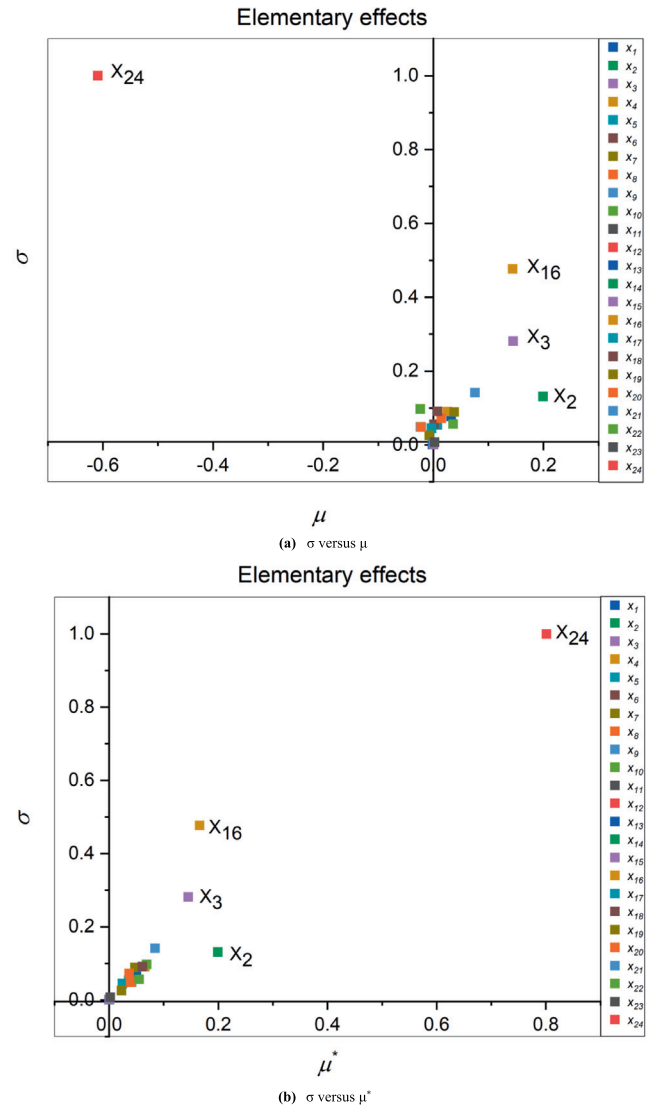 Elementary effects
X24
X16
X3
X2
σ
1.0
0.8
0.6
0.4
0.2
0.0
-0.6
-0.4
-0.2
0.0
0.2
μ
x1
x2
x3
x4
x5
x6
x7
x8
x9
x10
x11
x12
x13
x14
x15
x16
x17
x18
x19
x20
x21
x22
x23
x24
(a) σ versus μ
Elementary effects
X24
X16
X3
X2
σ
1.0
0.8
0.6
0.4
0.2
0.0
0.0
0.2
0.4
0.6
0.8
μ*
x1
x2
x3
x4
x5
x6
x7
x8
x9
x10
x11
x12
x13
x14
x15
x16
x17
x18
x19
x20
x21
x22
x23
x24
(b) σ versus μ*